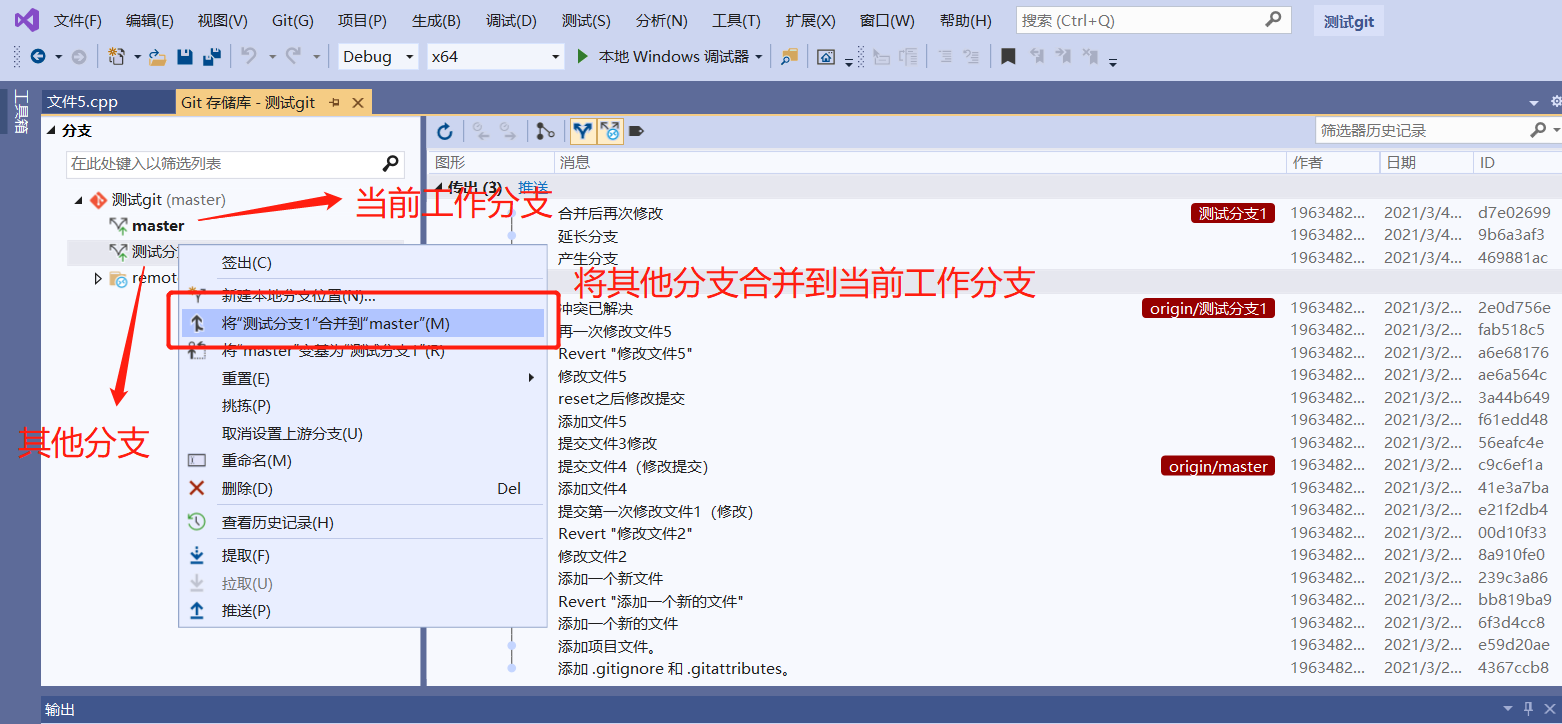 文件(F) 编辑(E) 视图(V) Git(G) 项目(P) 生成(B) 调试(D) 测试(S) 分析(N) 工具(T) 扩展(X) 窗口(W) 帮助(H) 搜索 (Ctrl+Q) 测试git
Debug x64 本地 Windows 调试器
工具箱
文件5.cpp Git 存储库 - 测试git
分支
在此处键入以筛选列表
测试git (master)
master
测试分
remot
当前工作分支
其他分支
将其他分支合并到当前工作分支
签出(C)
新建本地分支位置(N)...
将“测试分支1”合并到“master”(M)
将“master”变基为“测试分支1”(R)
重置(E)
挑拣(P)
取消设置上游分支(U)
重命名(M)
删除(D) Del
查看历史记录(H)
提取(F)
拉取(U)
推送(P)
筛选器历史记录
图形 消息 作者 日期 ID
传出 (3) 推送
合并后再次修改 测试分支1 1963482... 2021/3/4... d7e02699
延长分支 1963482... 2021/3/4... 9b6a3af3
产生分支 1963482... 2021/3/4... 469881ac
冲突已解决 origin/测试分支1 1963482... 2021/3/2... 2e0d756e
再一次修改文件5 1963482... 2021/3/2... fab518c5
Revert "修改文件5" 1963482... 2021/3/2... a6e68176
修改文件5 1963482... 2021/3/2... ae6a564c
reset之后修改提交 1963482... 2021/3/2... 3a44b649
添加文件5 1963482... 2021/3/2... f61edd48
提交文件3修改 1963482... 2021/3/2... 56eafc4e
提交文件4（修改提交） origin/master 1963482... 2021/3/2... c9c6ef1a
添加文件4 1963482... 2021/3/2... 41e3a7ba
提交第一次修改文件1（修改） 1963482... 2021/3/2... e21f2db4
Revert "修改文件2" 1963482... 2021/3/2... 00d10f33
修改文件2 1963482... 2021/3/2... 8a910fe0
添加一个新文件 1963482... 2021/3/2... 239c3a86
Revert "添加一个新的文件" 1963482... 2021/3/2... bb819ba9
添加一个新的文件 1963482... 2021/3/2... 6f3d4cc8
添加项目文件。 1963482... 2021/3/2... e59d20ae
添加 .gitignore 和 .gitattributes。 1963482... 2021/3/2... 4367ccb8
输出